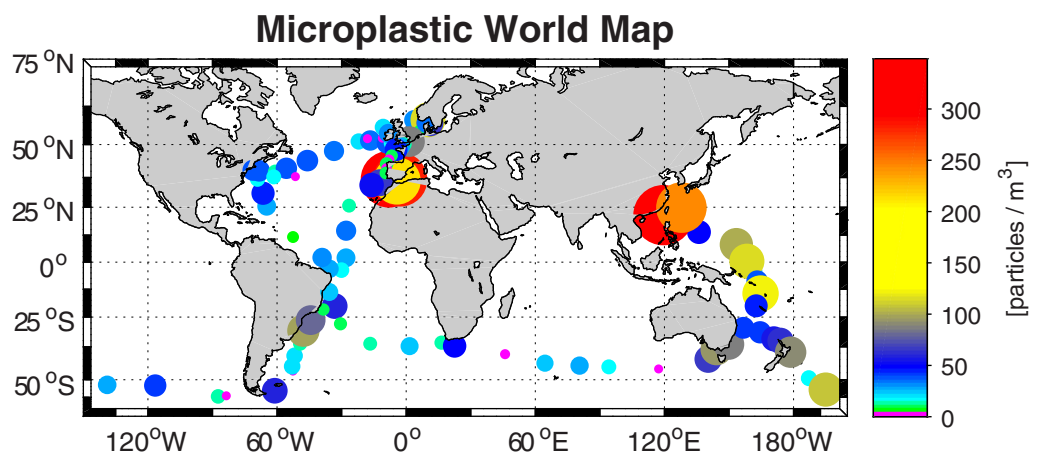 Microplastic World Map
75 °N
50 °N
25 °N
0°
25 °S
50 °S
120°W
60°W
0°
60°E
120°E
180°W
300
250
200
150
100
50
0
[particles / m³]